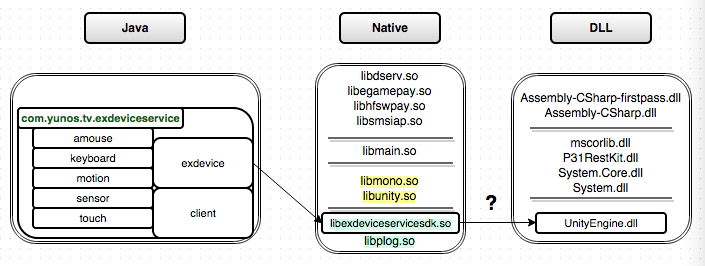 Java
Native
DLL
com.yunos.tv.exdeviceservice
amouse
keyboard
motion
sensor
touch
exdevice
client
libdserv.so
libegamepay.so
libhfswpay.so
libsmsiap.so
libmain.so
libmono.so
libunity.so
libexdeviceservicesdk.so
libplog.so
?
Assembly-CSharp-firstpass.dll
Assembly-CSharp.dll
mscorlib.dll
P31RestKit.dll
System.Core.dll
System.dll
UnityEngine.dll